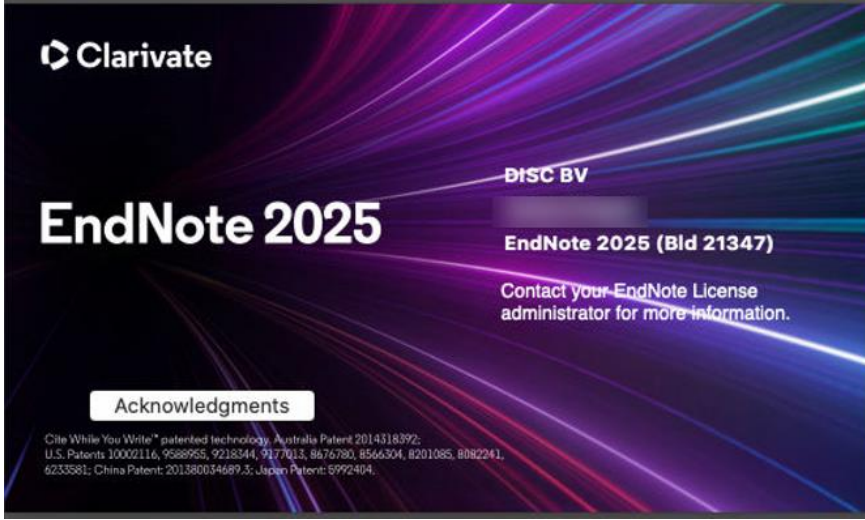 Clarivate
EndNote 2025
DISC BV
EndNote 2025 (Bld 21347)
Contact your EndNote License
administrator for more information.
Acknowledgments
Cite While You Write™ patented technology. Australia Patent 2014318392;
U.S. Patents 10002116, 9588955, 9218344, 9177013, 8676780, 8566304, 8201085, 8082241,
6233581; China Patent: 201380034689.3; Japan Patent: 5992404.